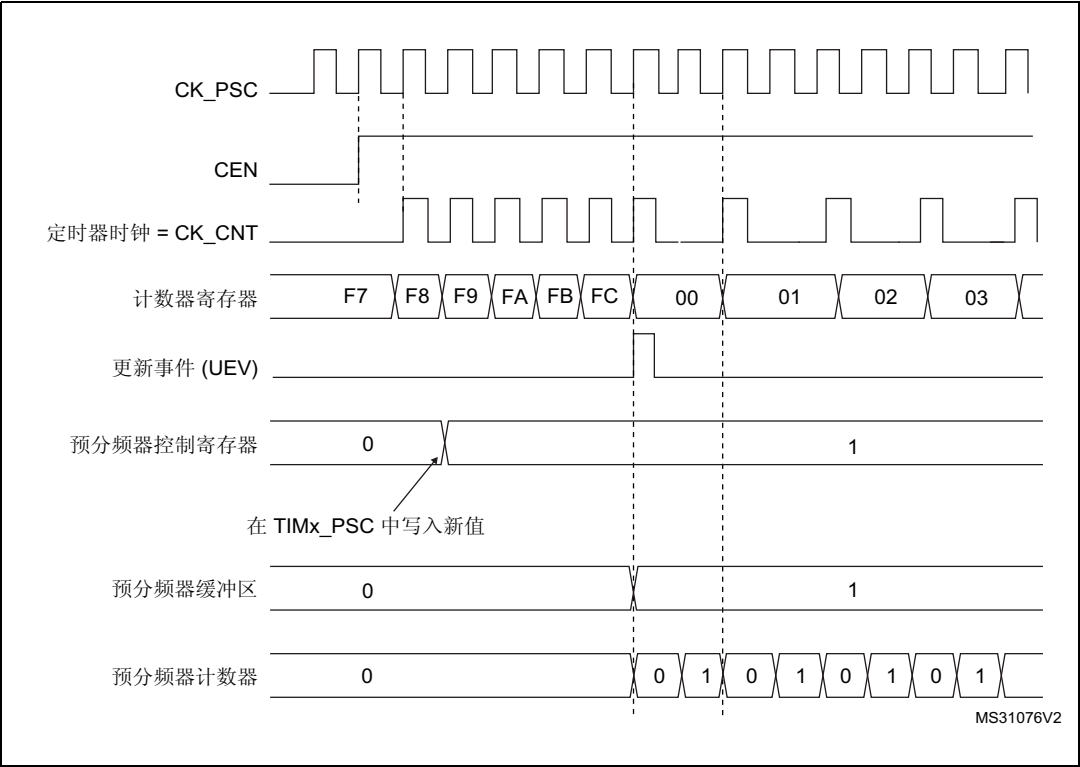 CK_PSC
CEN
定时器时钟 = CK_CNT
计数器寄存器 F7 F8 F9 FA FB FC 00 01 02 03
更新事件 (UEV)
预分频器控制寄存器 0 1
在 TIMx_PSC 中写入新值
预分频器缓冲区 0 1
预分频器计数器 0 0 1 0 1 0 1 0 1
MS31076V2